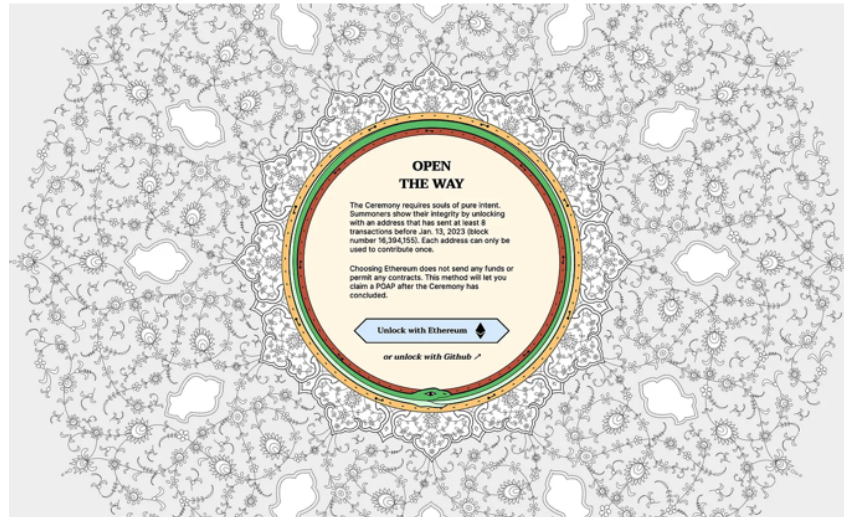 OPEN
THE WAY
The Ceremony requires souls of pure intent.
Summoners show their integrity by unlocking
with an address that has sent at least 8
transactions before Jan. 13, 2023 (block
number 16,394,155). Each address can only be
used to contribute once.
Choosing Ethereum does not send any funds or
permit any contracts. This method will let you
claim a POAP after the Ceremony has
concluded.
Unlock with Ethereum
or unlock with Github ↗